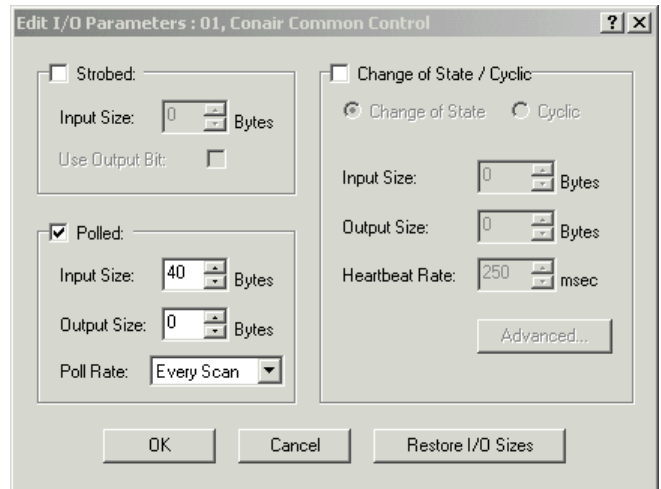 Edit I/O Parameters : 01, Conair Common Control
Strobed:
Input Size: 0 Bytes
Use Output Bit:
Polled:
Input Size: 40 Bytes
Output Size: 0 Bytes
Poll Rate: Every Scan
Change of State / Cyclic
Change of State Cyclic
Input Size: 0 Bytes
Output Size: 0 Bytes
Heartbeat Rate: 250 msec
Advanced...
OK Cancel Restore I/O Sizes